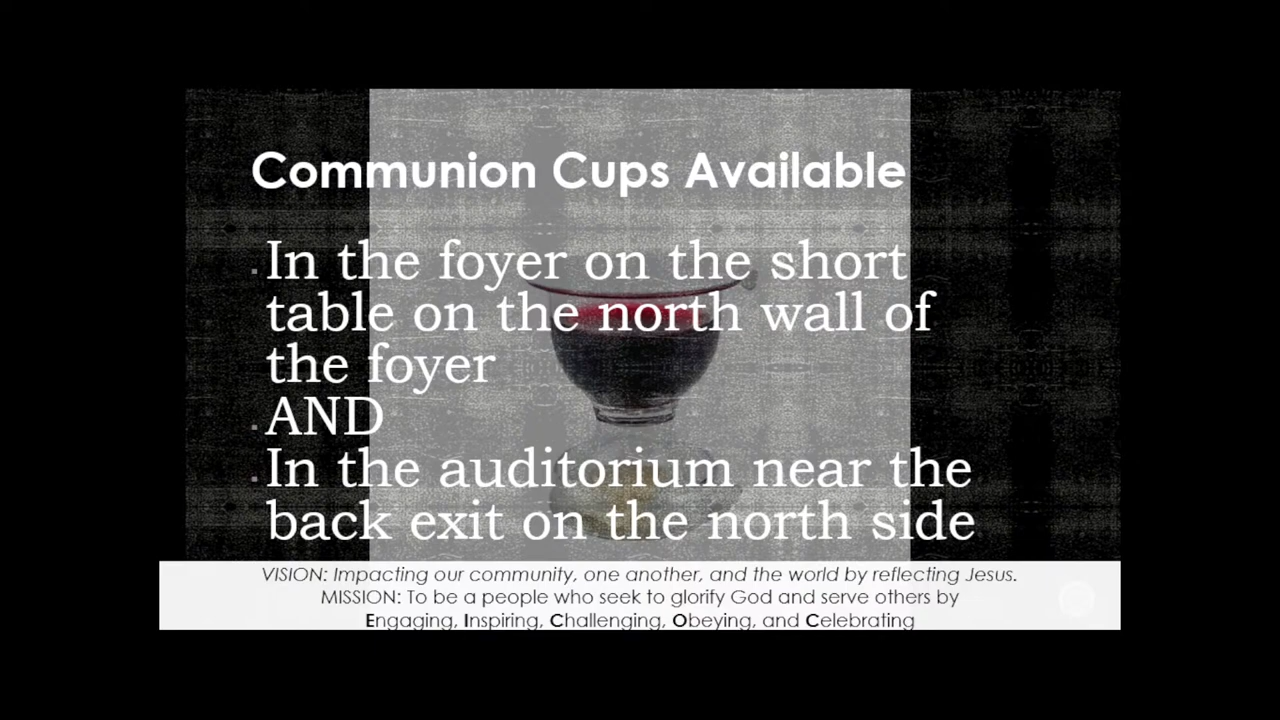 Communion Cups Available
In the foyer on the short
table on the north wall of
the foyer
AND
In the auditorium near the
back exit on the north side
VISION: Impacting our community, one another, and the world by reflecting Jesus.
MISSION: To be a people who seek to glorify God and serve others by
Engaging, Inspiring, Challenging, Obeying, and Celebrating